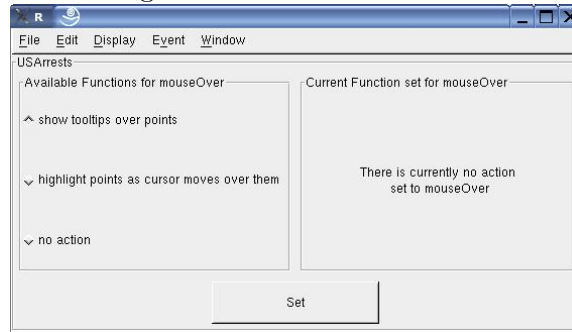 R
File Edit Display Event Window
USArrests
Available Functions for mouseOver
show tooltips over points
highlight points as cursor moves over them
no action
Current Function set for mouseOver
There is currently no action
set to mouseOver
Set